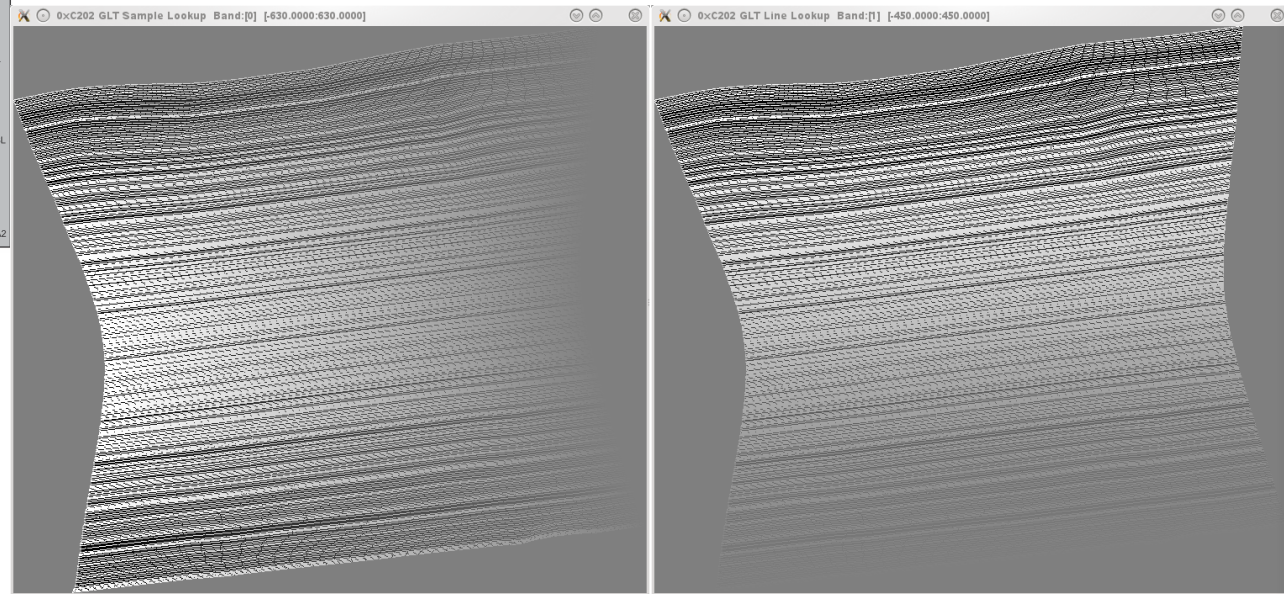 0xC202 GLT Sample Lookup Band:[0] [-630.0000:630.0000]
0xC202 GLT Line Lookup Band:[1] [-450.0000:450.0000]